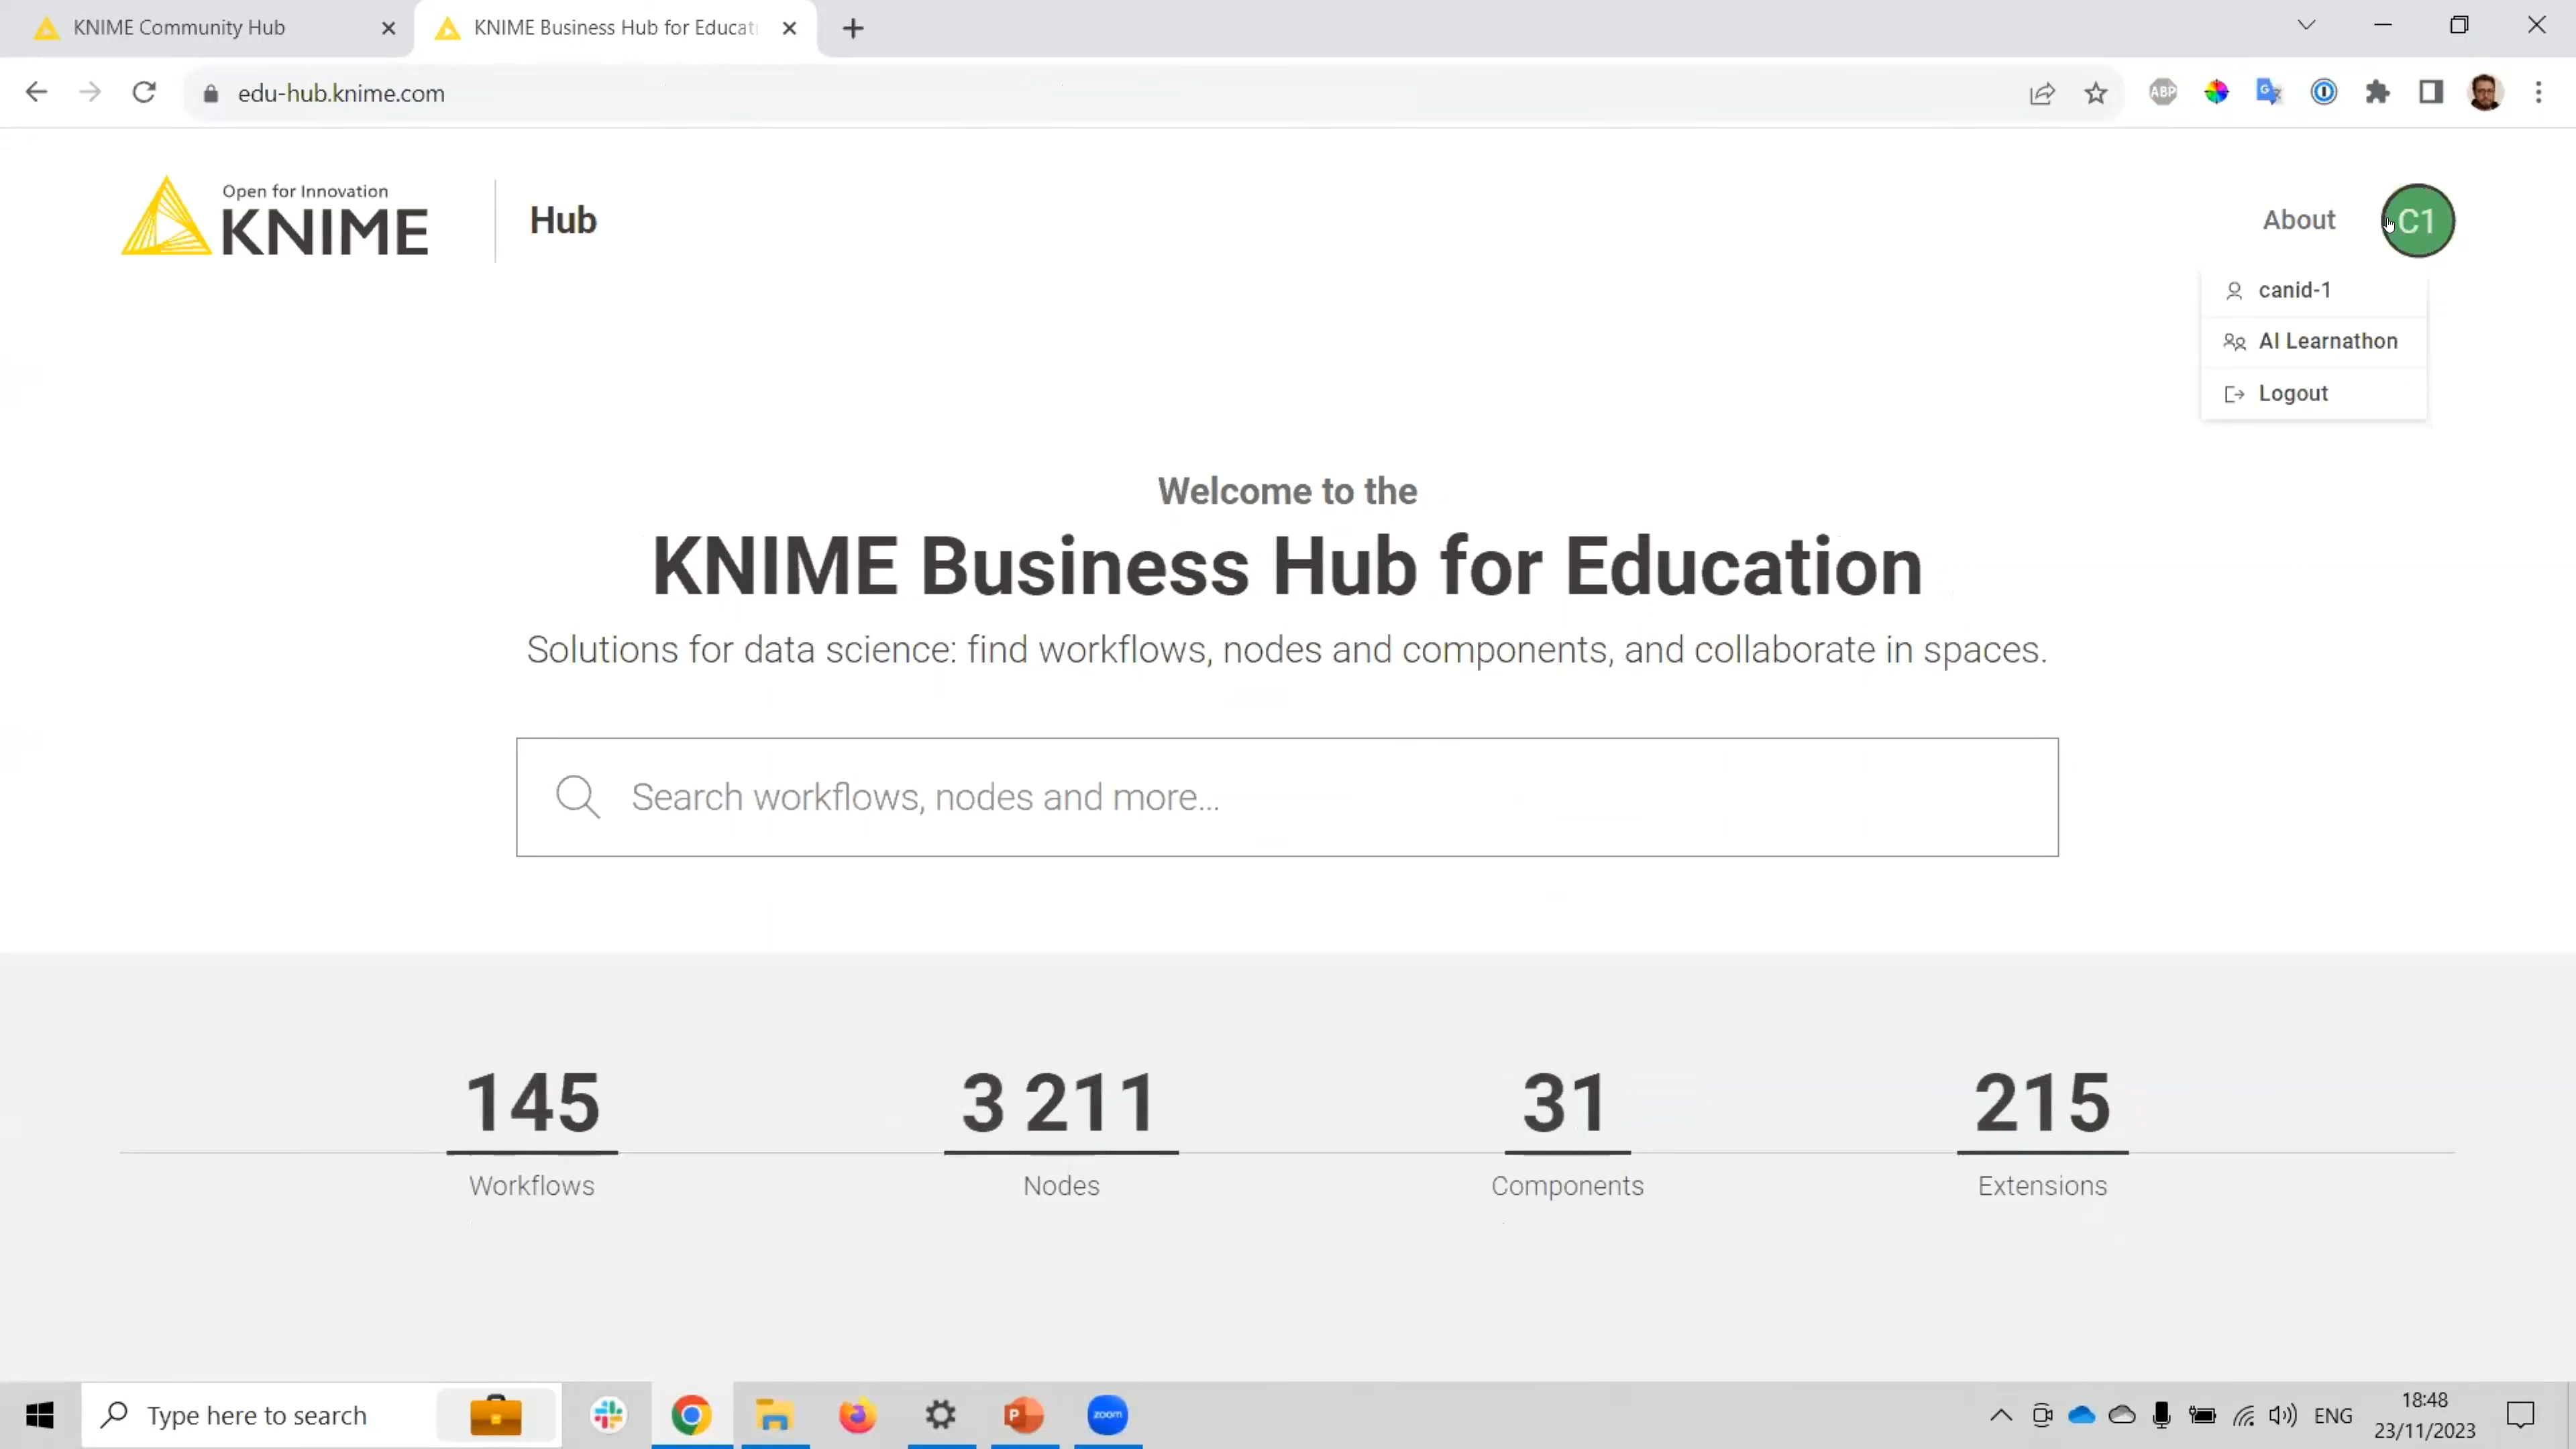 KNIME Community Hub
KNIME Business Hub for Educati
edu-hub.knime.com
ABP
Open for Innovation
KNIME
Hub
About
C1
canid-1
AI Learnathon
Logout
Welcome to the
KNIME Business Hub for Education
Solutions for data science: find workflows, nodes and components, and collaborate in spaces.
Search workflows, nodes and more...
145
Workflows
3 211
Nodes
31
Components
215
Extensions
Type here to search
P
zoom
ENG
18:48
23/11/2023